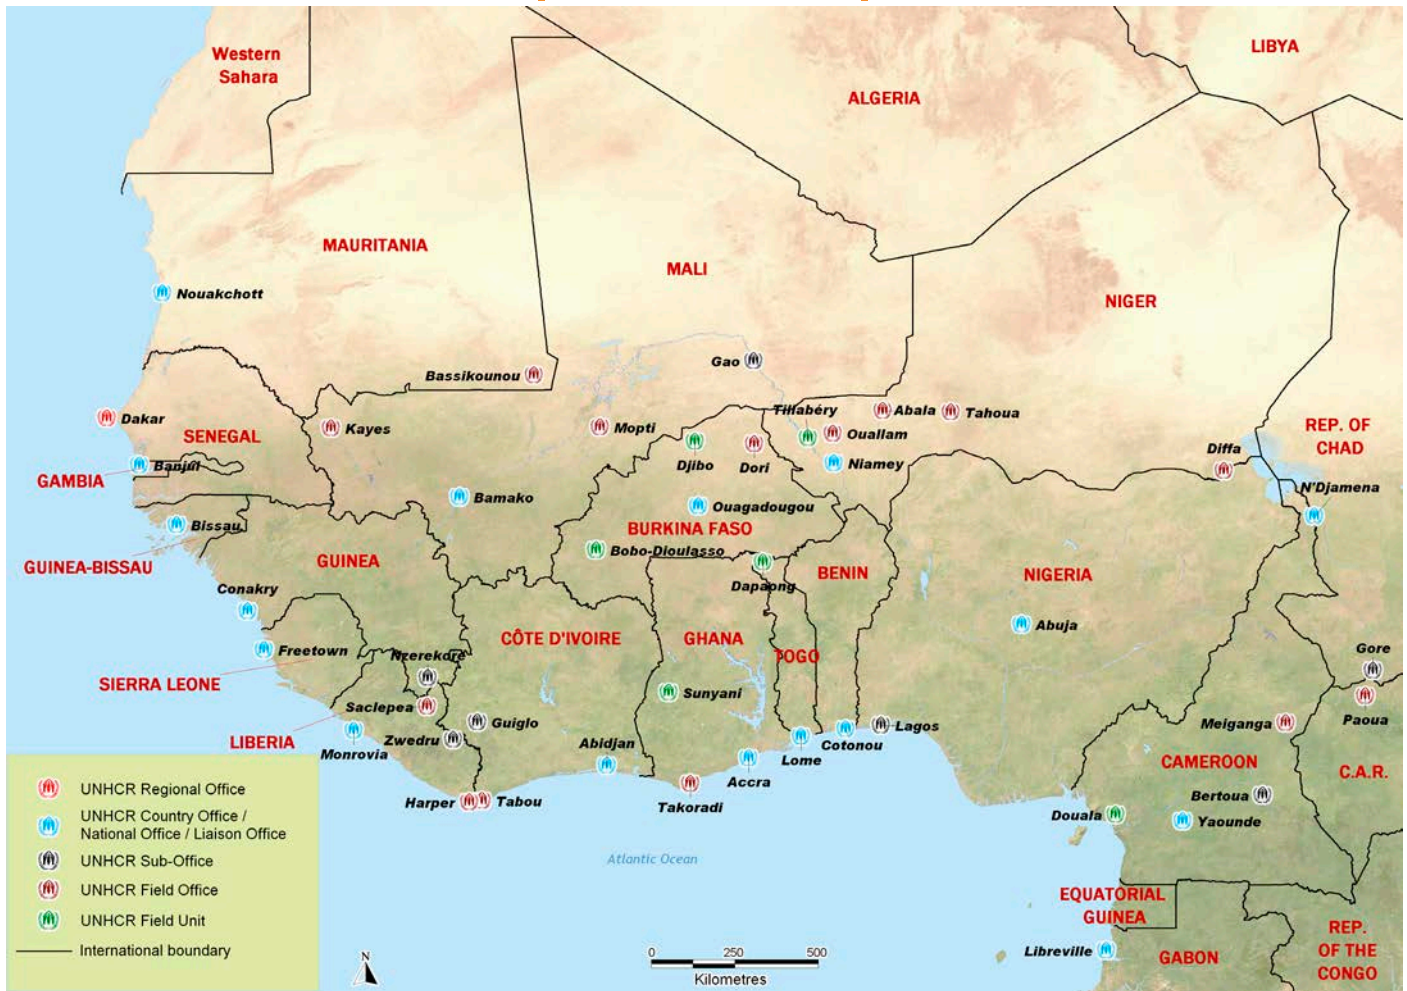 Western
Sahara
LIBYA
ALGERIA
MAURITANIA
MALI
NIGER
Nouakchott
Gao
Bassikounou
Dakar
Kayes
Mopti
Tillabéry
Abala
Tahoua
Ouallam
SENEGAL
Djibo
Dori
Niamey
Diffa
REP. OF
CHAD
Banjul
GAMBIA
Bamako
Ouagadougou
N'Djamena
Bissau
BURKINA FASO
GUINEA-BISSAU
GUINEA
Bobo-Dioulasso
Dapaong
BENIN
NIGERIA
Conakry
CÔTE D'IVOIRE
GHANA
Abuja
Freetown
Nzerekore
TOGO
Gore
SIERRA LEONE
Saclepea
Sunyani
Paoua
LIBERIA
Zwedru
Guiglo
Lagos
Meiganga
Monrovia
Abidjan
Lome
Cotonou
Accra
CAMEROON
C.A.R.
Harper
Tabou
Takoradi
Bertoua
Douala
Yaounde
Atlantic Ocean
EQUATORIAL
GUINEA
Libreville
GABON
REP.
OF THE
CONGO
UNHCR Regional Office
UNHCR Country Office /
National Office / Liaison Office
UNHCR Sub-Office
UNHCR Field Office
UNHCR Field Unit
International boundary
N
0 250 500
Kilometres